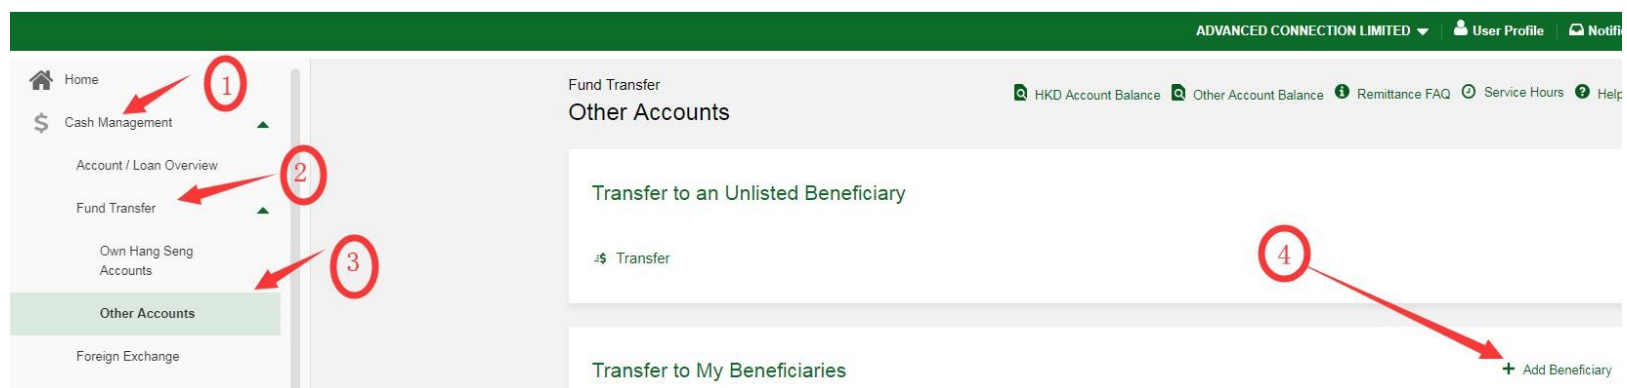 ADVANCED CONNECTION LIMITED User Profile
Home
1
Cash Management
Account / Loan Overview
2
Fund Transfer
Own Hang Seng
Accounts
3
Other Accounts
Foreign Exchange
Fund Transfer
Other Accounts
HKD Account Balance Other Account Balance Remittance FAQ Service Hours Help
Transfer to an Unlisted Beneficiary
Transfer
4
Transfer to My Beneficiaries
+ Add Beneficiary